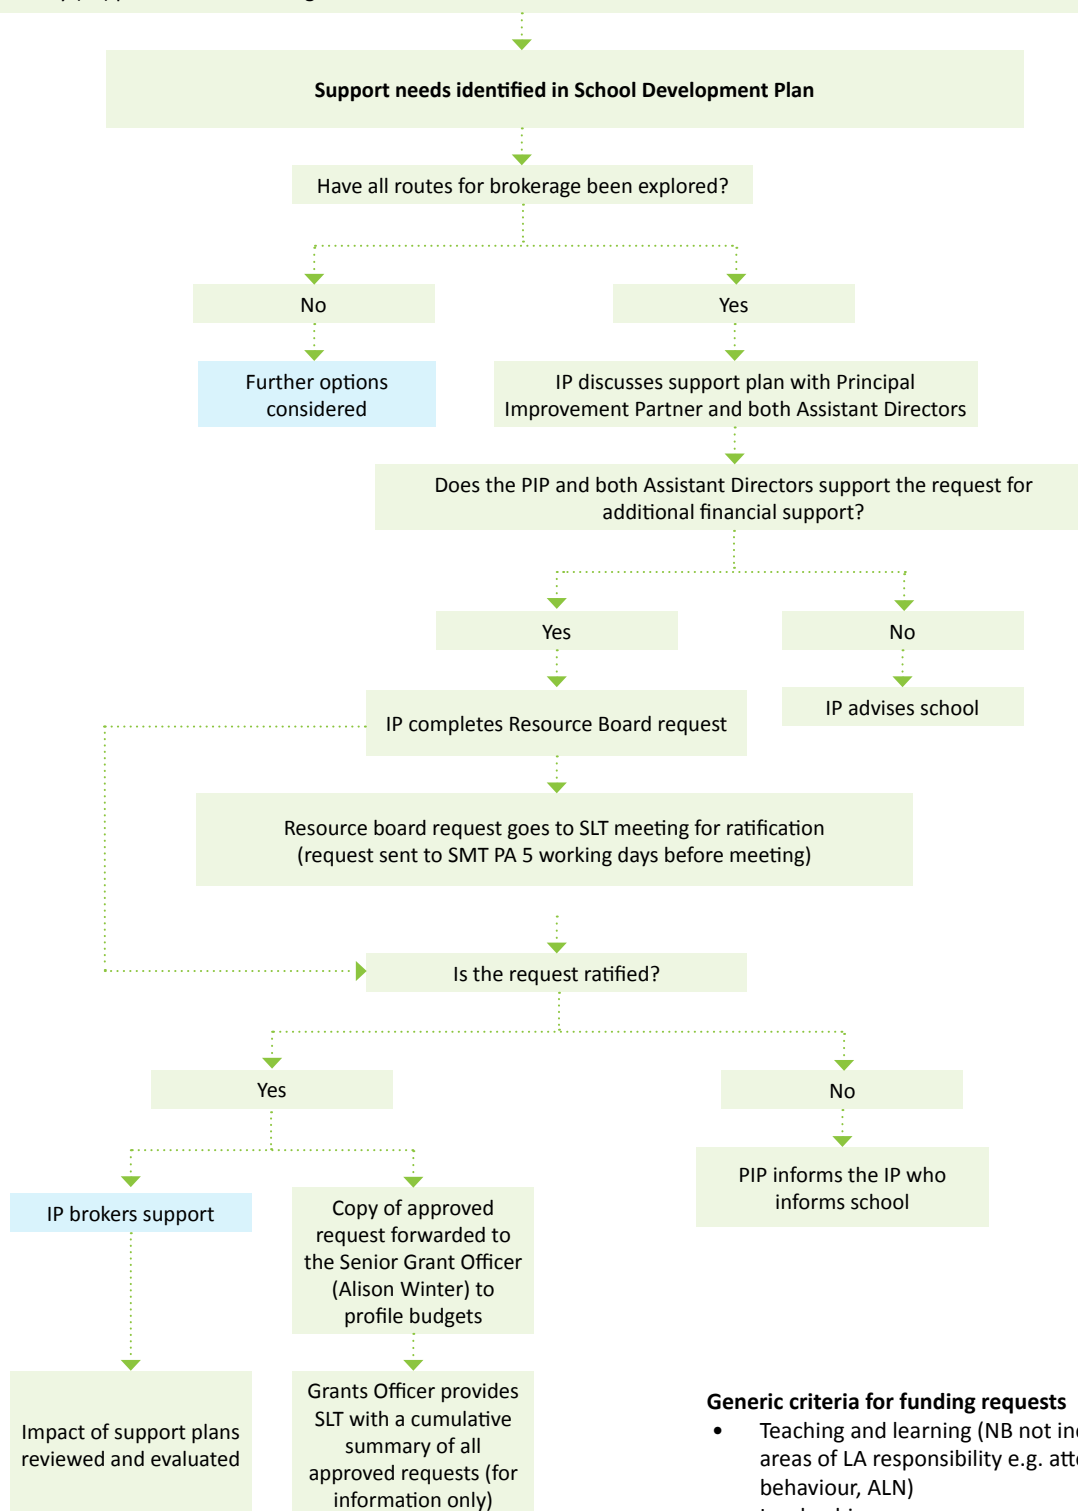 Support needs identified in School Development Plan
Have all routes for brokerage been explored?
No
Yes
Further options
considered
IP discusses support plan with Principal
Improvement Partner and both Assistant Directors
Does the PIP and both Assistant Directors support the request for
additional financial support?
Yes
No
IP completes Resource Board request
IP advises school
Resource board request goes to SLT meeting for ratification
(request sent to SMT PA 5 working days before meeting)
Is the request ratified?
Yes
No
IP brokers support
Copy of approved
request forwarded to
the Senior Grant Officer
(Alison Winter) to
profile budgets
PIP informs the IP who
informs school
Impact of support plans
reviewed and evaluated
Grants Officer provides
SLT with a cumulative
summary of all
approved requests (for
information only)
Generic criteria for funding requests
• Teaching and learning (NB not
areas of LA responsibility e.g.
behaviour, ALN)